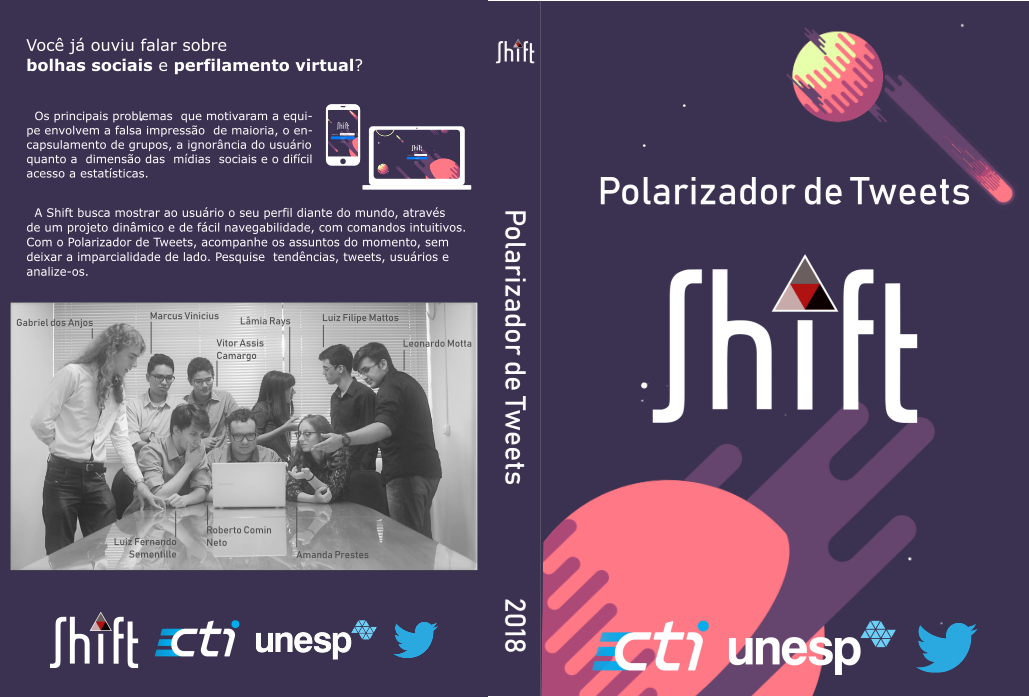 Você já ouviu falar sobre
bolhas sociais e perfilamento virtual?
Os principais problemas que motivaram a equi-
pe envolvem a falsa impressão de maioria, o en-
capsulamento de grupos, a ignorância do usuário
quanto a dimensão das mídias sociais e o difícil
acesso a estatísticas.
Shift
Shift
A Shift busca mostrar ao usuário o seu perfil diante do mundo, através
de um projeto dinâmico e de fácil navegabilidade, com comandos intuitivos.
Com o Polarizador de Tweets, acompanhe os assuntos do momento, sem
deixar a imparcialidade de lado. Pesquise tendências, tweets, usuários e
analize-os.
Gabriel dos Anjos
Marcus Vinicius
Lâmia Rays
Luiz Filipe Mattos
Vitor Assis
Camargo
Leonardo Motta
Luiz Fernando
Sementille
Roberto Comin
Neto
Amanda Prestes
Shift
cti
unesp
Shift
Polarizador de Tweets
2018
Polarizador de Tweets
Shift
cti
unesp